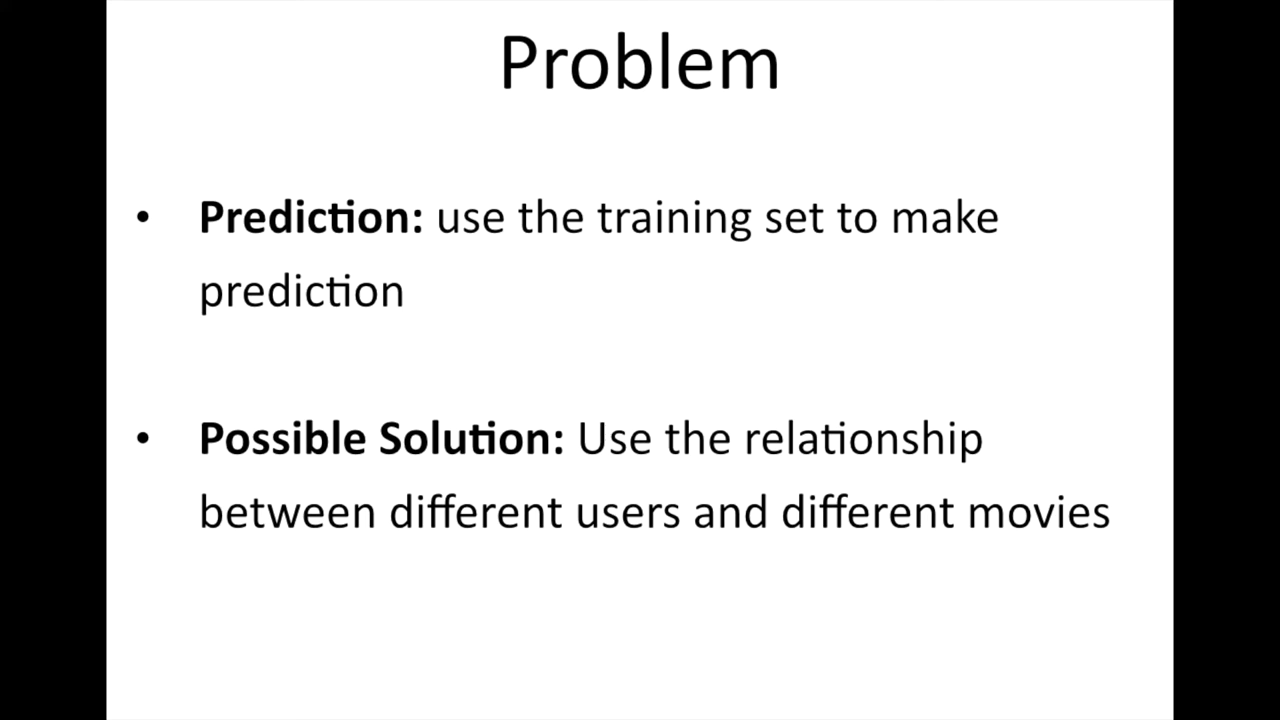 Problem
• Prediction: use the training set to make
prediction
• Possible Solution: Use the relationship
between different users and different movies